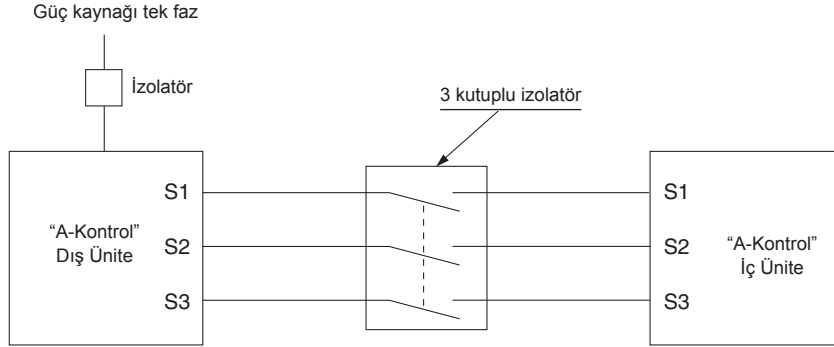 Güç kaynağı tek faz
İzolatör
3 kutuplu izolatör
S1
S1
“A-Kontrol”
Dış Ünite
S2
S2
“A-Kontrol”
İç Ünite
S3
S3